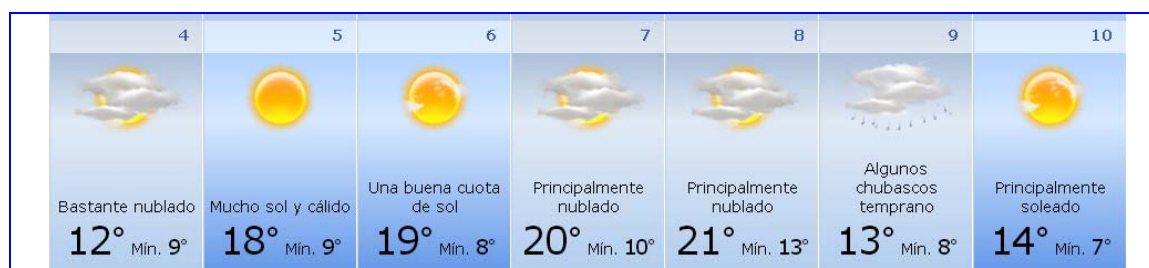 4 5 6 7 8 9 10
Bastante nublado
12° Mín. 9°
Mucho sol y cálido
18° Mín. 9°
Una buena cuota
de sol
19° Mín. 8°
Principalmente
nublado
20° Mín. 10°
Principalmente
nublado
21° Mín. 13°
Algunos
chubascos
temprano
13° Mín. 8°
Principalmente
soleado
14° Mín. 7°